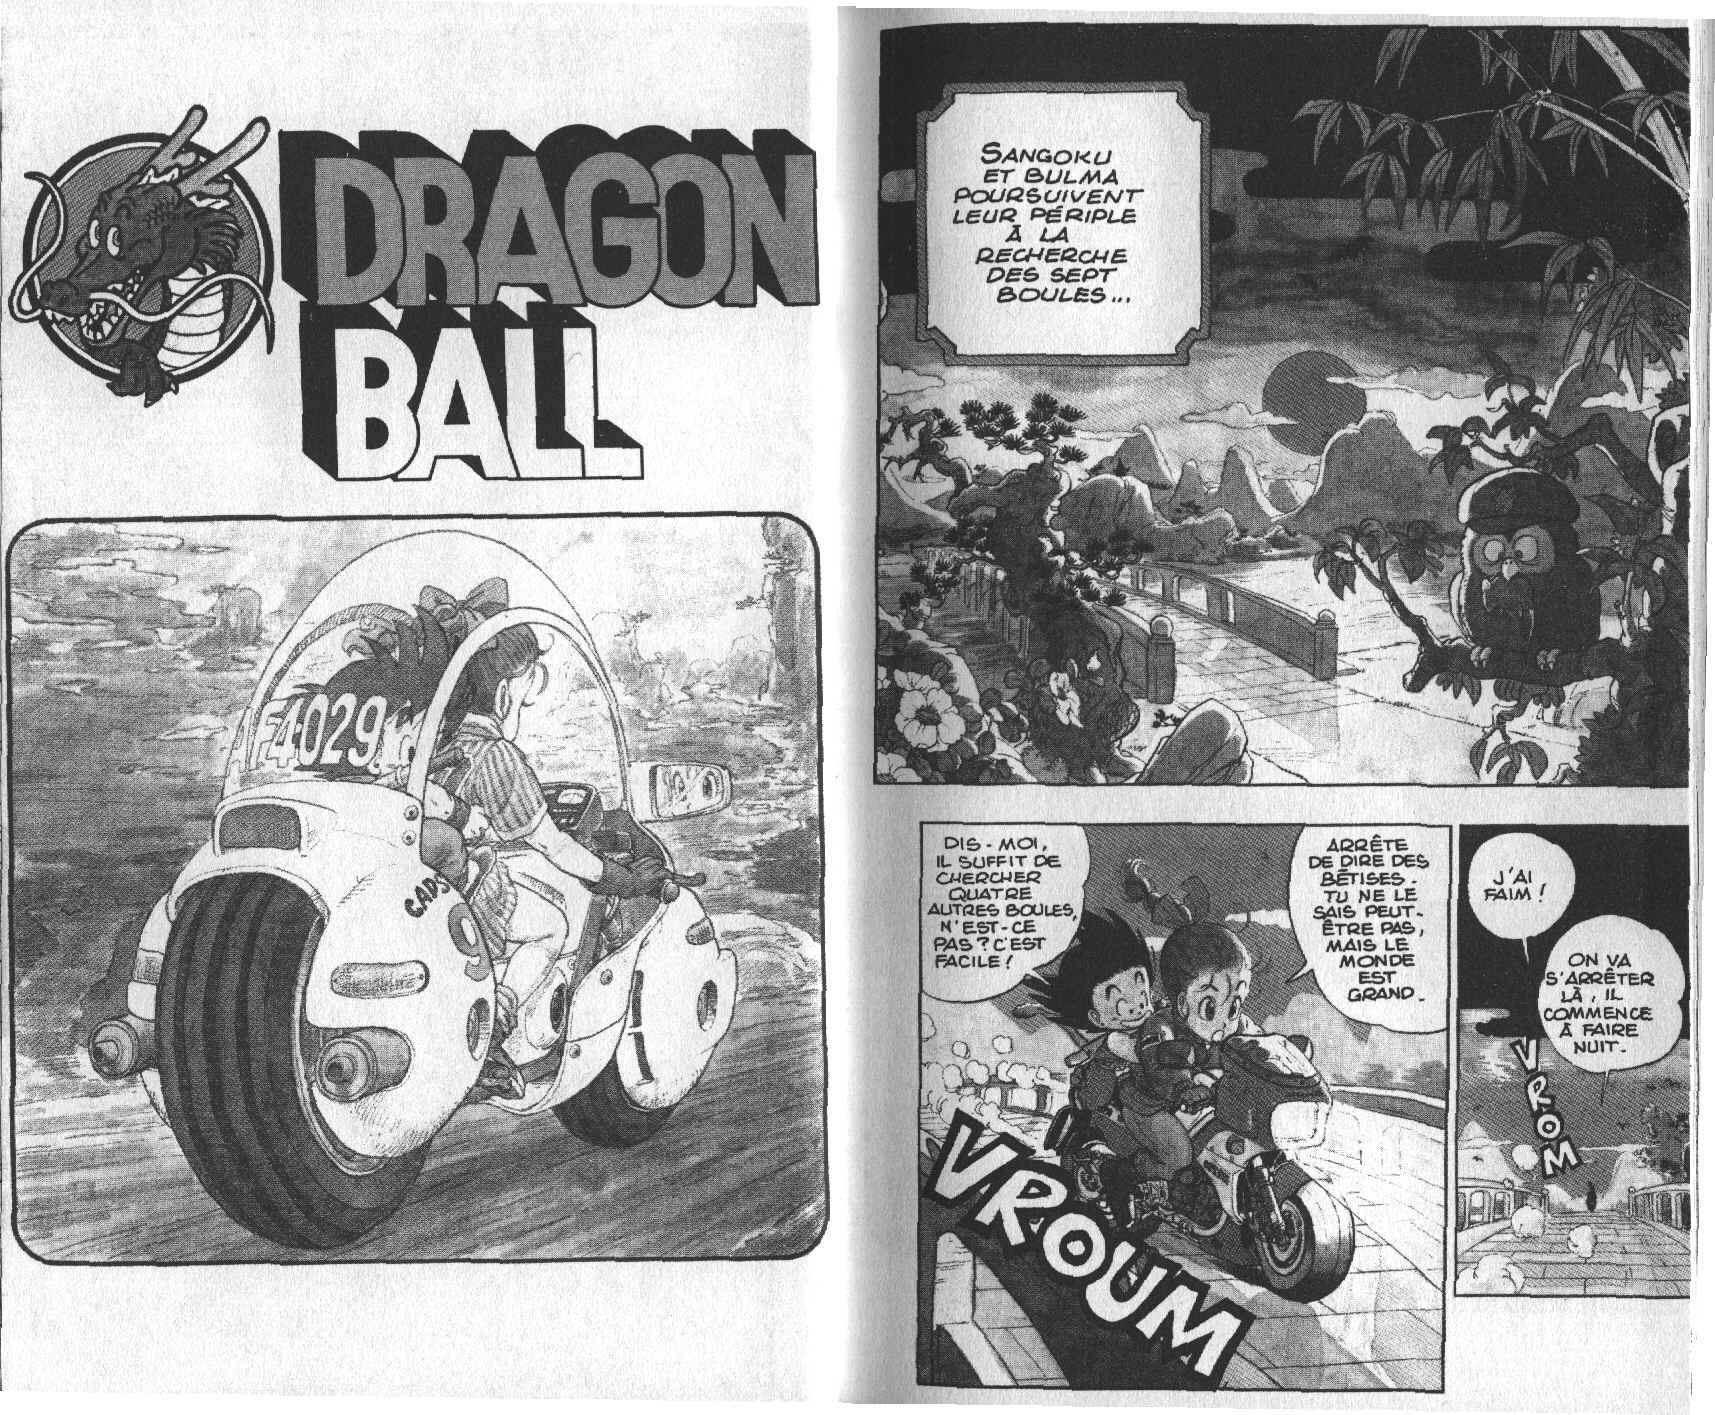 DRAGON
BALL
F4029
CAPS
9
SANGOKU
ET BULMA
POURSUIVENT
LEUR PÉRIPLE
À LA
RECHERCHE
DES SEPT
BOULES...
DIS-MOI,
IL SUFFIT DE
CHERCHER
QUATRE
AUTRES BOULES,
N'EST-CE
PAS? C'EST
FACILE!
ARRÊTE
DE DIRE DES
BÊTISES.
TU NE LE
SAIS PEUT-
ÊTRE PAS,
MAIS LE
MONDE
EST
GRAND.
VROUM
J'AI
FAIM!
ON VA
S'ARRÊTER
LÀ, IL
COMMENCE
À FAIRE
NUIT.
VROM